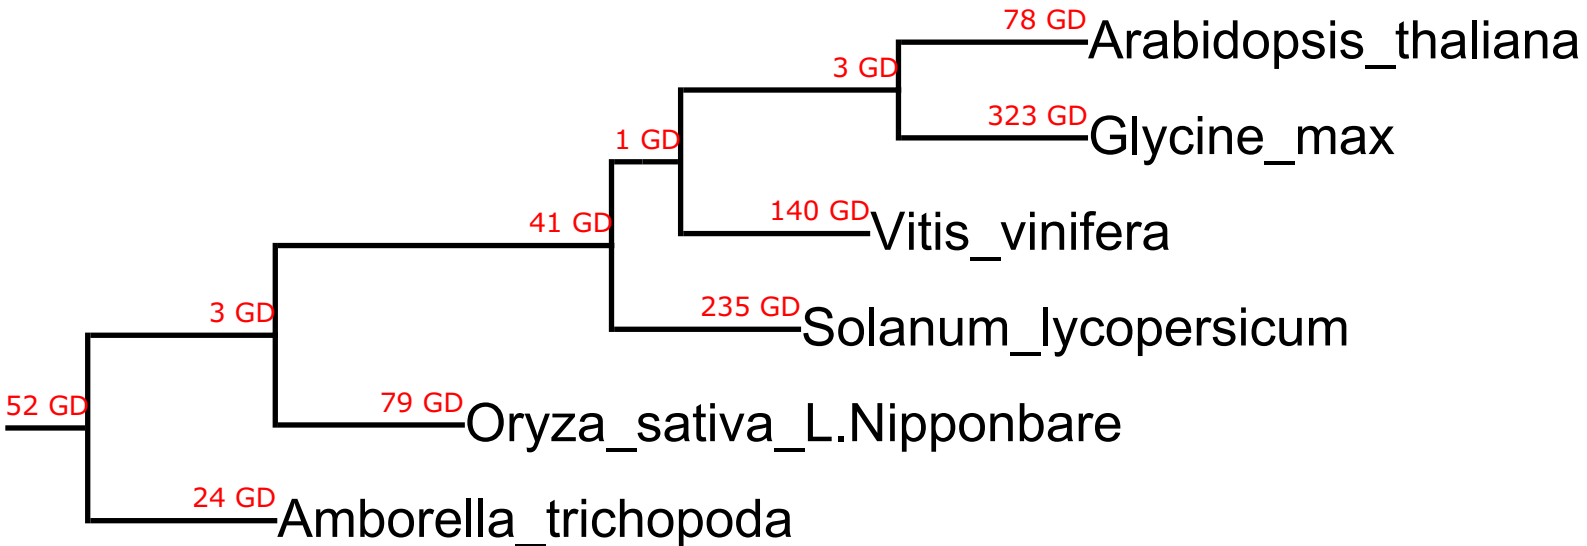 78 GD Arabidopsis_thaliana
3 GD
323 GD Glycine_max
1 GD
140 GD Vitis_vinifera
41 GD
235 GD Solanum_lycopersicum
3 GD
79 GD Oryza_sativa_L.Nipponbare
52 GD
24 GD Amborella_trichopoda